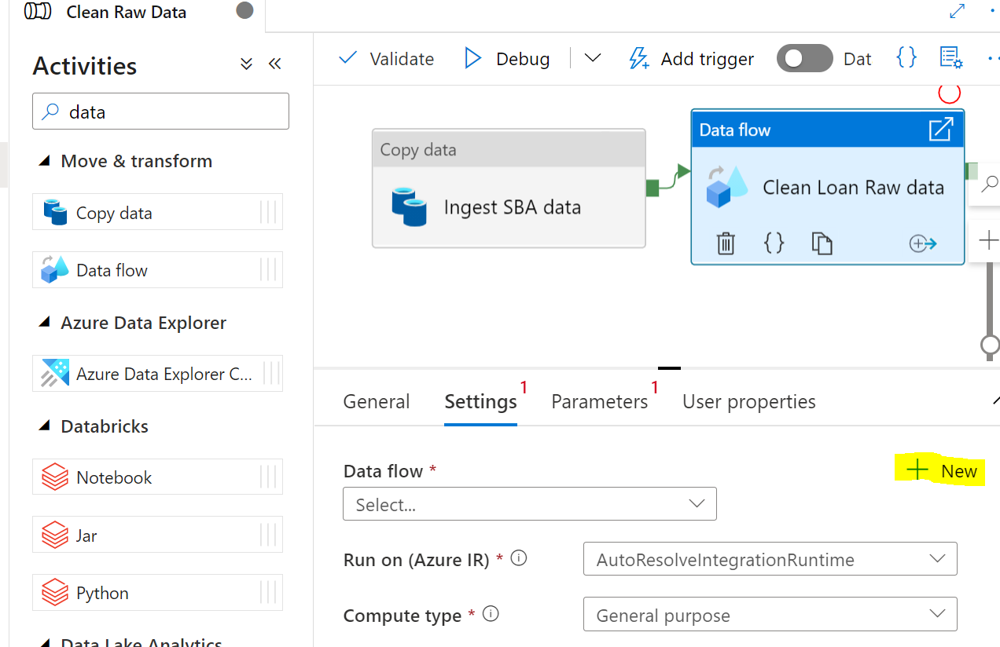 Clean Raw Data
Activities
data
Move & transform
Copy data
Data flow
Azure Data Explorer
Azure Data Explorer C...
Databricks
Notebook
Jar
Python
Data Lake Analytics
Validate
Debug
Add trigger
Dat
{}
Copy data
Ingest SBA data
Data flow
Clean Loan Raw data
{}
General
Settings 1
Parameters 1
User properties
Data flow *
New
Select...
Run on (Azure IR) *
AutoResolveIntegrationRuntime
Compute type *
General purpose